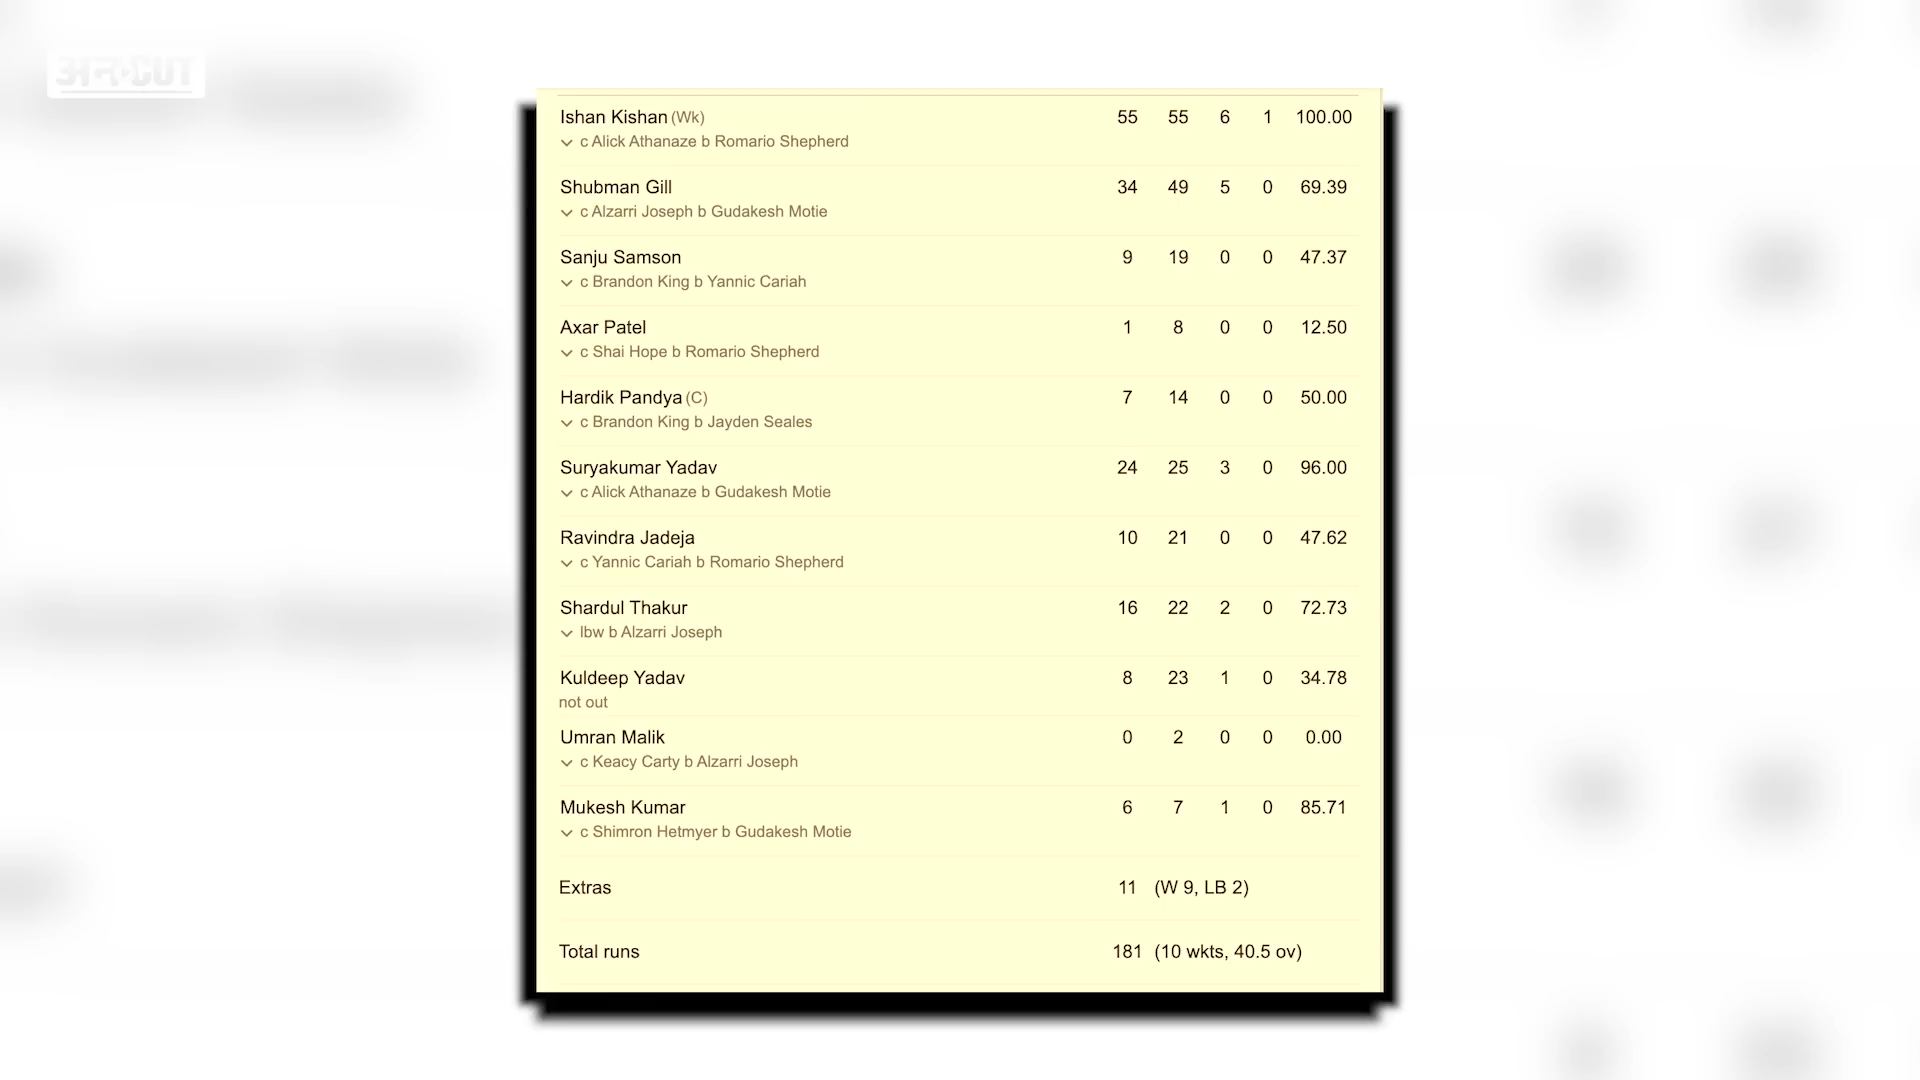 Ishan Kishan (Wk) 55 55 6 1 100.00
c Alick Athanaze b Romario Shepherd
Shubman Gill 34 49 5 0 69.39
c Alzarri Joseph b Gudakesh Motie
Sanju Samson 9 19 0 0 47.37
c Brandon King b Yannic Cariah
Axar Patel 1 8 0 0 12.50
c Shai Hope b Romario Shepherd
Hardik Pandya (C) 7 14 0 0 50.00
c Brandon King b Jayden Seales
Suryakumar Yadav 24 25 3 0 96.00
c Alick Athanaze b Gudakesh Motie
Ravindra Jadeja 10 21 0 0 47.62
c Yannic Cariah b Romario Shepherd
Shardul Thakur 16 22 2 0 72.73
lbw b Alzarri Joseph
Kuldeep Yadav 8 23 1 0 34.78
not out
Umran Malik 0 2 0 0 0.00
c Keacy Carty b Alzarri Joseph
Mukesh Kumar 6 7 1 0 85.71
c Shimron Hetmyer b Gudakesh Motie
Extras 11 (W 9, LB 2)
Total runs 181 (10 wkts, 40.5 ov)